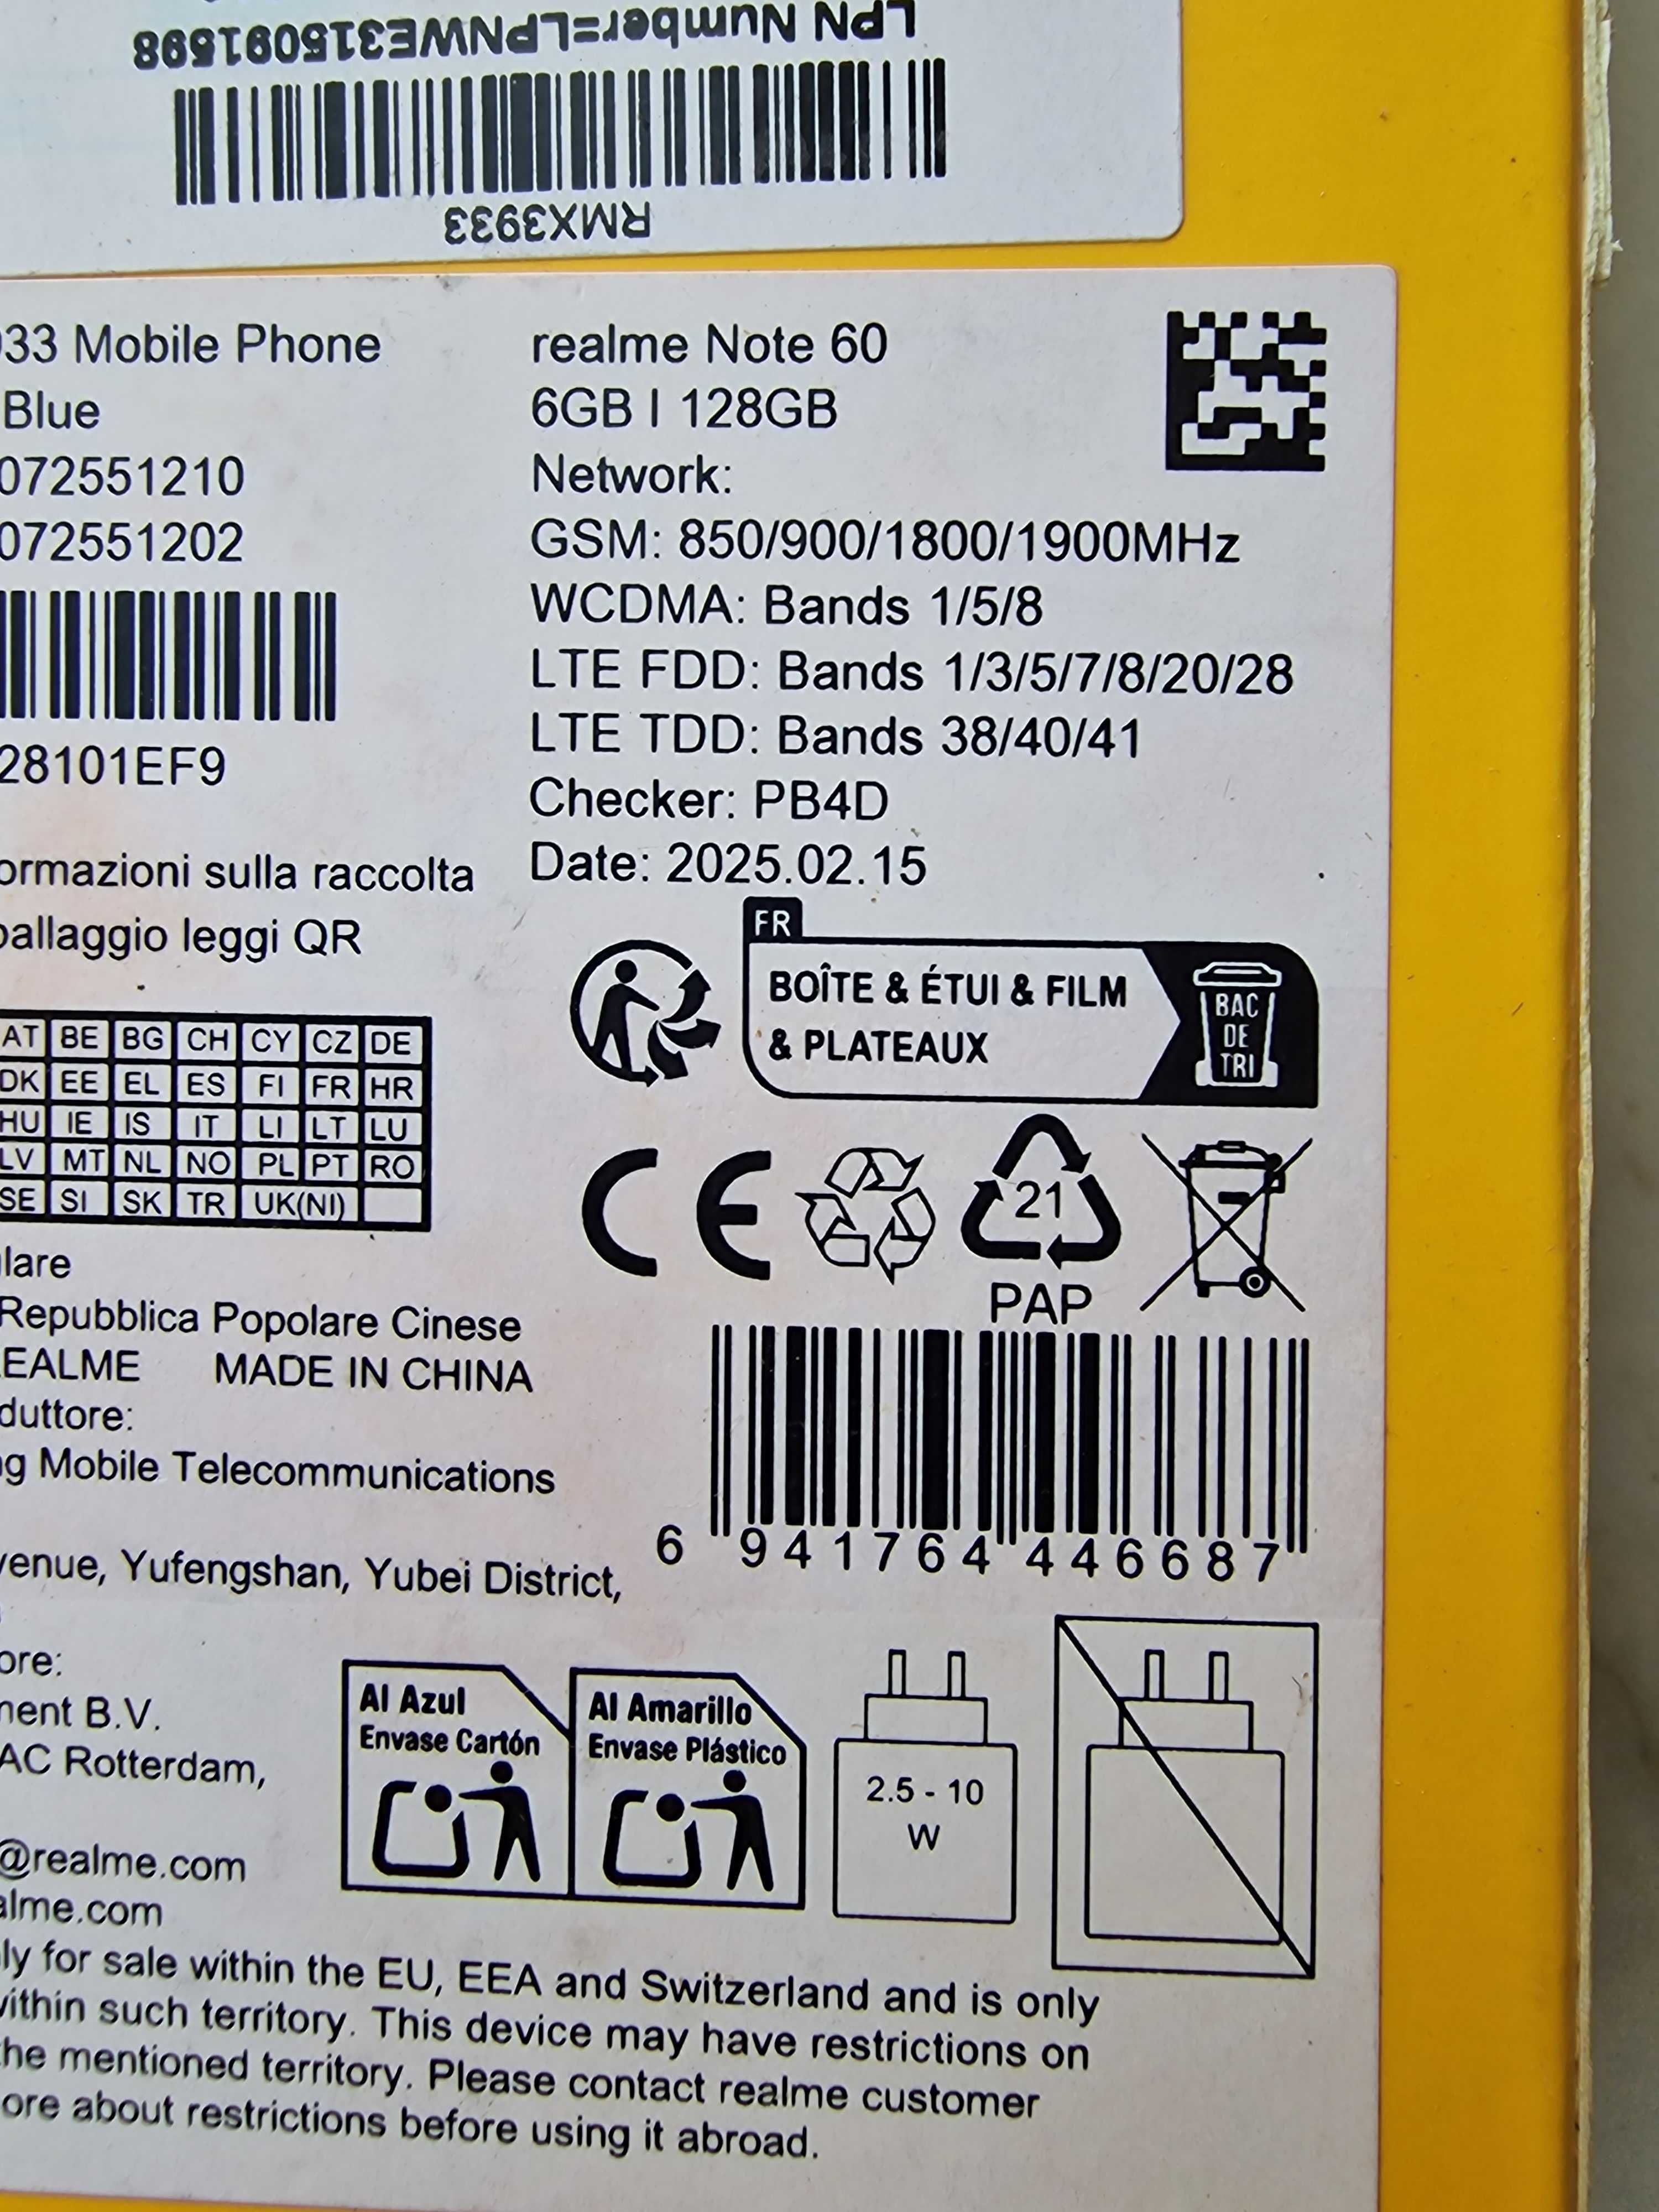 LPN Number=LPNWE315091598
RMX3933
33 Mobile Phone
Blue
072551210
072551202
28101EF9
ormazioni sulla raccolta
ballaggio leggi QR
realme Note 60
6GB | 128GB
Network:
GSM: 850/900/1800/1900MHz
WCDMA: Bands 1/5/8
LTE FDD: Bands 1/3/5/7/8/20/28
LTE TDD: Bands 38/40/41
Checker: PB4D
Date: 2025.02.15
FR
BOÎTE & ÉTUI & FILM
& PLATEAUX
BAC
DE
TRI
AT BE BG CH CY CZ DE
DK EE EL ES FI FR HR
HU IE IS IT LI LT LU
LV MT NL NO PL PT RO
SE SI SK TR UK(NI)
CE
21
PAP
lare
Repubblica Popolare Cinese
EALME MADE IN CHINA
duttore:
g Mobile Telecommunications
venue, Yufengshan, Yubei District,
6 941764 446687
ore:
ment B.V.
AC Rotterdam,
@realme.com
alme.com
Al Azul
Envase Cartón
Al Amarillo
Envase Plástico
2.5 - 10
W
ly for sale within the EU, EEA and Switzerland and is only
within such territory. This device may have restrictions on
the mentioned territory. Please contact realme customer
ore about restrictions before using it abroad.